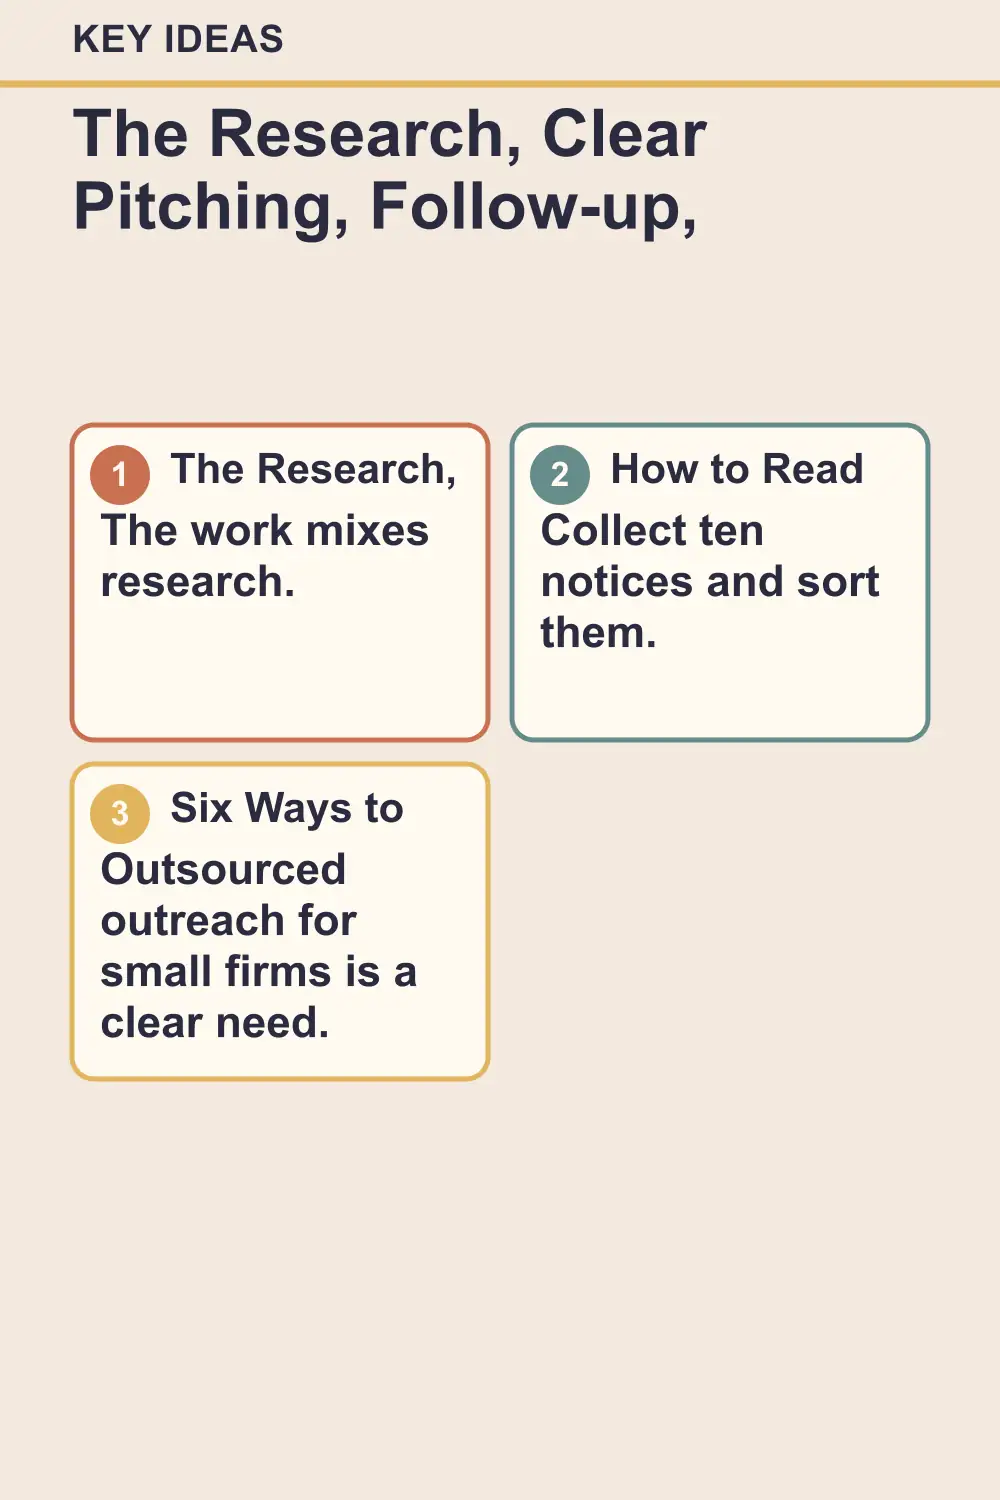 KEY IDEAS
The Research, Clear
Pitching, Follow-up,
1 The Research,
The work mixes
research.
2 How to Read
Collect ten
notices and sort
them.
3 Six Ways to
Outsourced
outreach for
small firms is a
clear need.